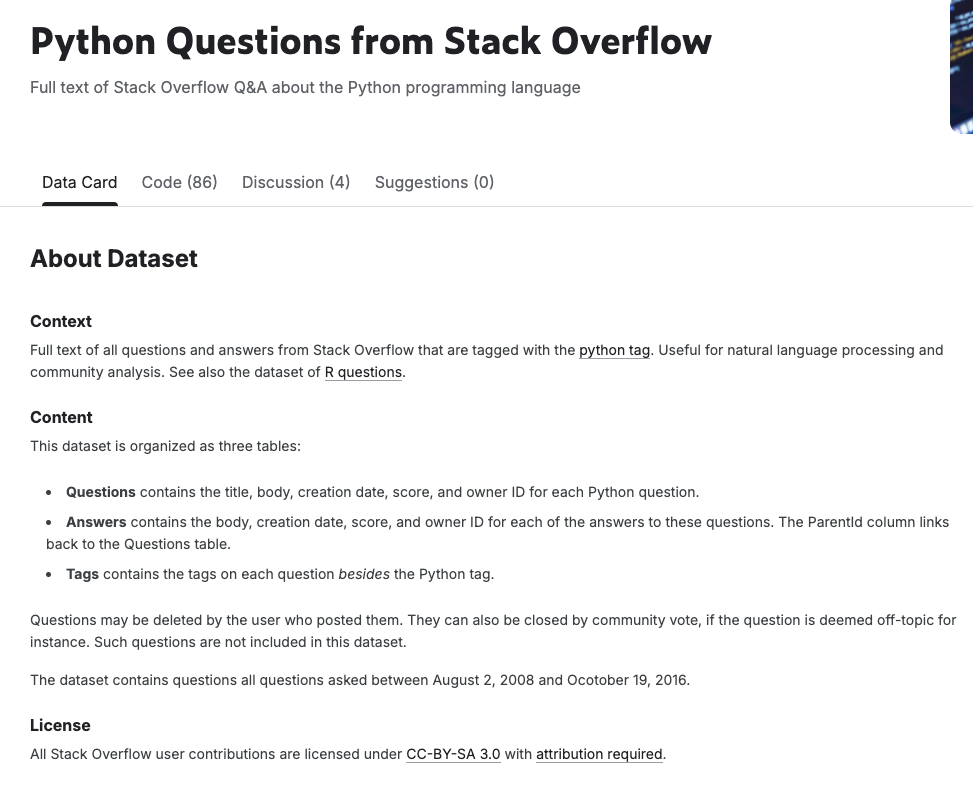 Python Questions from Stack Overflow
Full text of Stack Overflow Q&A about the Python programming language
Data Card
Code (86)
Discussion (4)
Suggestions (0)
About Dataset
Context
Full text of all questions and answers from Stack Overflow that are tagged with the python tag. Useful for natural language processing and
community analysis. See also the dataset of R questions.
Content
This dataset is organized as three tables:
• Questions contains the title, body, creation date, score, and owner ID for each Python question.
• Answers contains the body, creation date, score, and owner ID for each of the answers to these questions. The ParentId column links
back to the Questions table.
• Tags contains the tags on each question besides the Python tag.
Questions may be deleted by the user who posted them. They can also be closed by community vote, if the question is deemed off-topic for
instance. Such questions are not included in this dataset.
The dataset contains questions all questions asked between August 2, 2008 and Ocotober 19, 2016.
License
All Stack Overflow user contributions are licensed under CC-BY-SA 3.0 with attribution required.